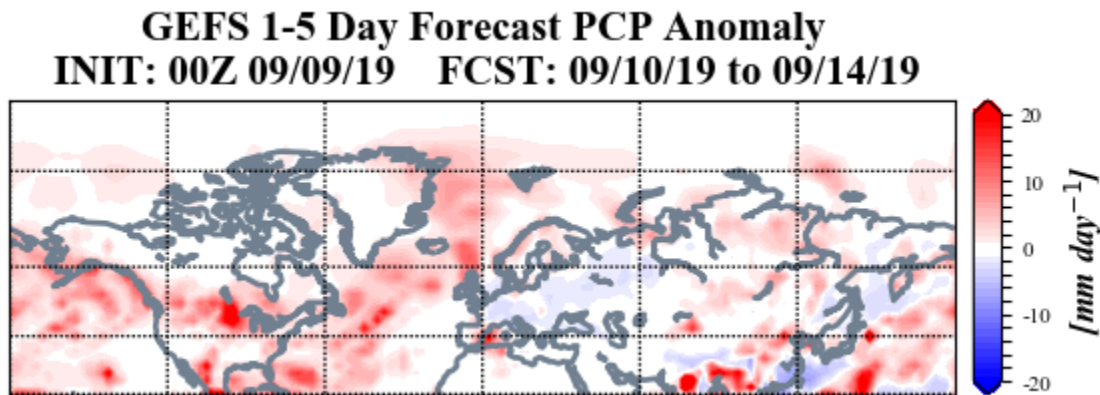 GEFS 1-5 Day Forecast PCP Anomaly
INIT: 00Z 09/09/19 FCST: 09/10/19 to 09/14/19
20
10
0
-10
-20
[mm day⁻¹]